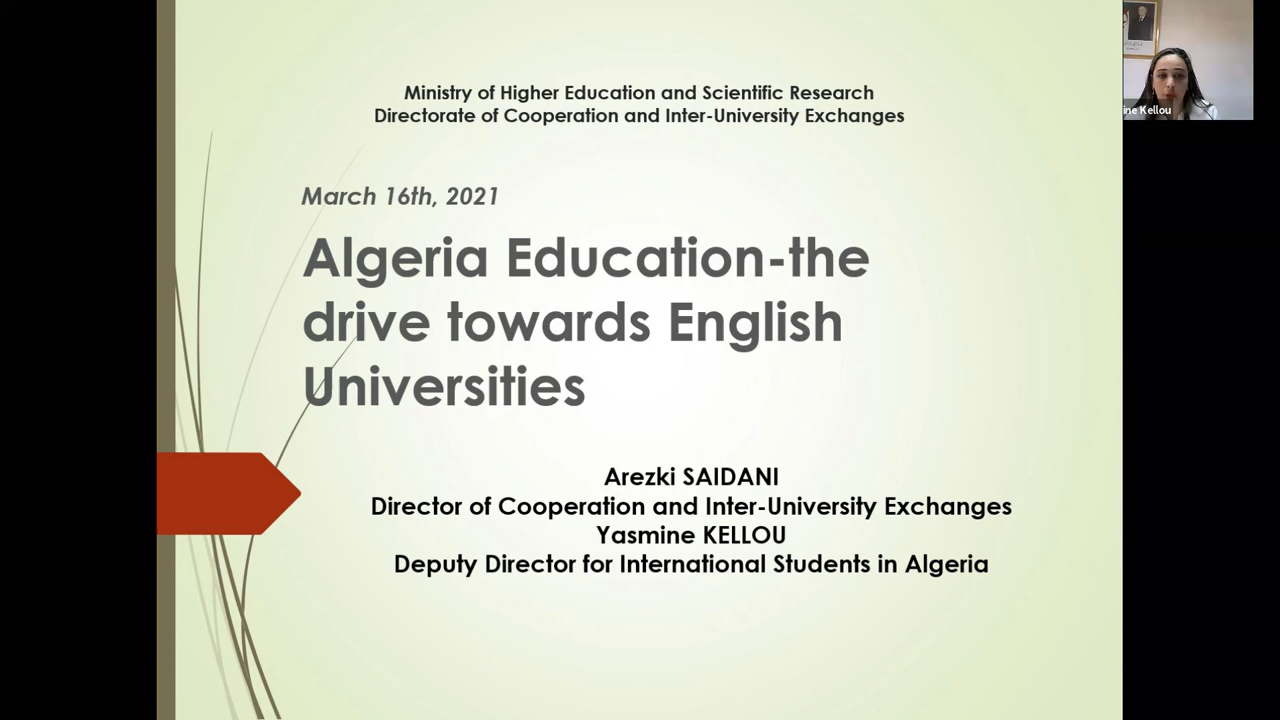 Ministry of Higher Education and Scientific Research
Directorate of Cooperation and Inter-University Exchanges
March 16th, 2021
Algeria Education-the
drive towards English
Universities
Arezki SAIDANI
Director of Cooperation and Inter-University Exchanges
Yasmine KELLOU
Deputy Director for International Students in Algeria
ine Kellou